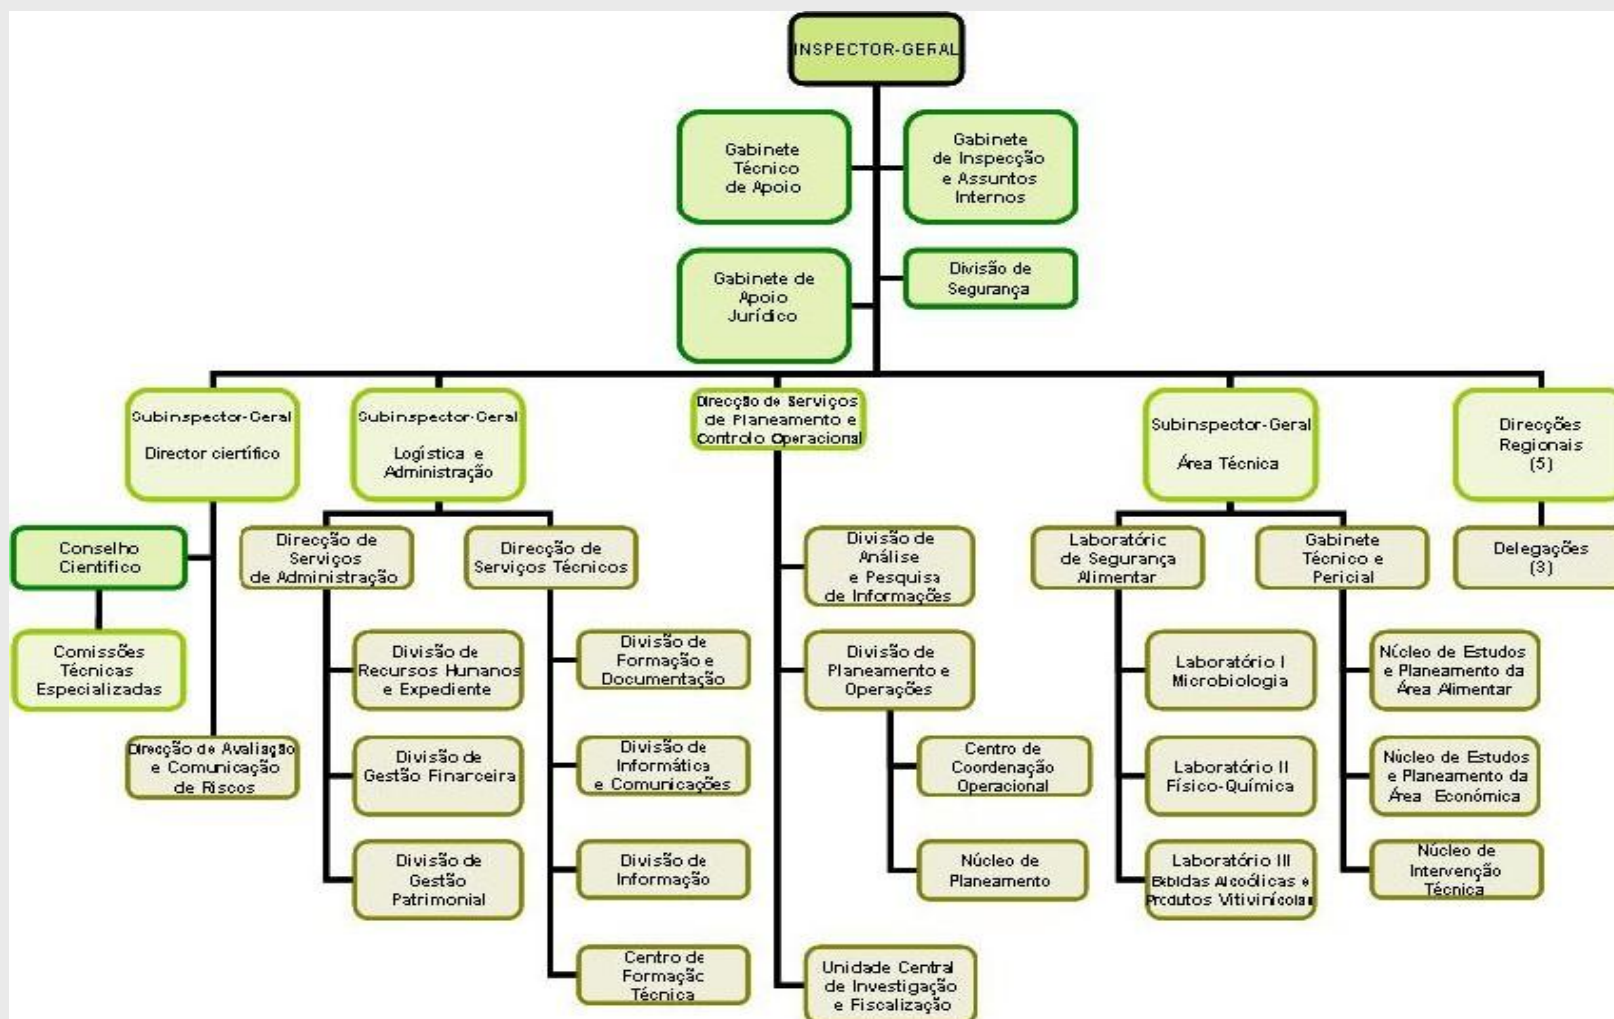 INSPECTOR-GERAL
Gabinete
Técnico
de Apoio
Gabinete
de Inspecção
e Assuntos
Internos
Gabinete de
Apoio
Jurídico
Divisão de
Segurança
Subinspector-Geral
Director científico
Subinspector-Geral
Logística e
Administração
Direcção de Serviços
de Planeamento e
Controlo Operacional
Subinspector-Geral
Área Técnica
Direcções
Regionais
(5)
Conselho
Cientifico
Comissões
Técnicas
Especializadas
Direcção de Avaliação
e Comunicação
de Riscos
Direcção de
Serviços
de Administração
Divisão de
Recursos Humanos
e Expediente
Divisão de
Gestão Financeira
Divisão de
Gestão
Patrimonial
Direcção de
Serviços Técnicos
Divisão de
Formação e
Documentação
Divisão de
Informática
e Comunicações
Divisão de
Informação
Centro de
Formação
Técnica
Divisão de
Análise
e Pesquisa
de Informações
Divisão de
Planeamento e
Operações
Centro de
Coordenação
Operacional
Núcleo de
Planeamento
Unidade Central
de Investigação
e Fiscalização
Laboratório
de Segurança
Alimentar
Laboratório I
Microbiologia
Laboratório II
Físico-Química
Laboratório III
Bebidas Alcoólicas e
Produtos Vitivinícolas
Gabinete
Técnico e
Pericial
Núcleo de Estudos
e Planeamento da
Área Alimentar
Núcleo de Estudos
e Planeamento da
Área Económica
Núcleo de
Intervenção
Técnica
Delegações
(3)